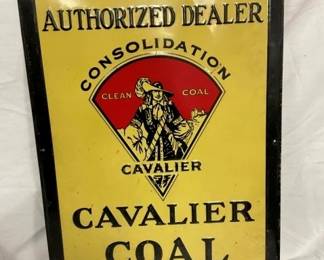 AUTHORIZED DEALER
CONSOLIDATION
CLEAN COAL
CAVALIER
CAVALIER
COAL